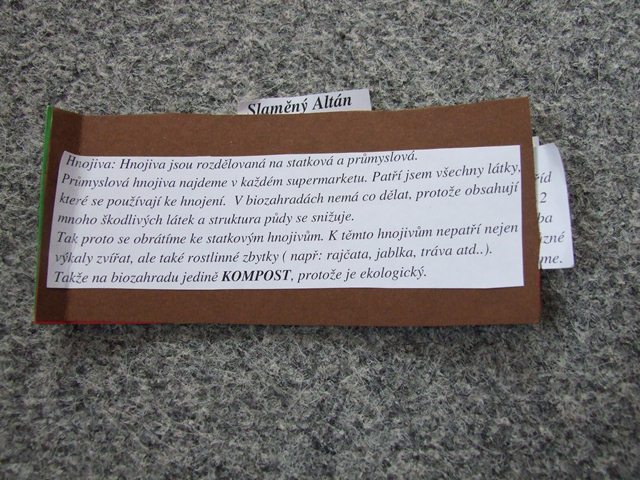 Slaměný Altán
Hnojiva: Hnojiva jsou rozdělovaná na statková a průmyslová.
Průmyslová hnojiva najdeme v každém supermarketu. Patří jsem všechny látky,
které se používají ke hnojení. V biozahradách nemá co dělat, protože obsahují
mnoho škodlivých látek a struktura půdy se snižuje.
Tak proto se obrátíme ke statkovým hnojivům. K těmto hnojivům nepatří nejen
výkaly zvířat, ale také rostlinné zbytky ( např: rajčata, jablka, tráva atd..).
Takže na biozahradu jedině KOMPOST, protože je ekologický.
2